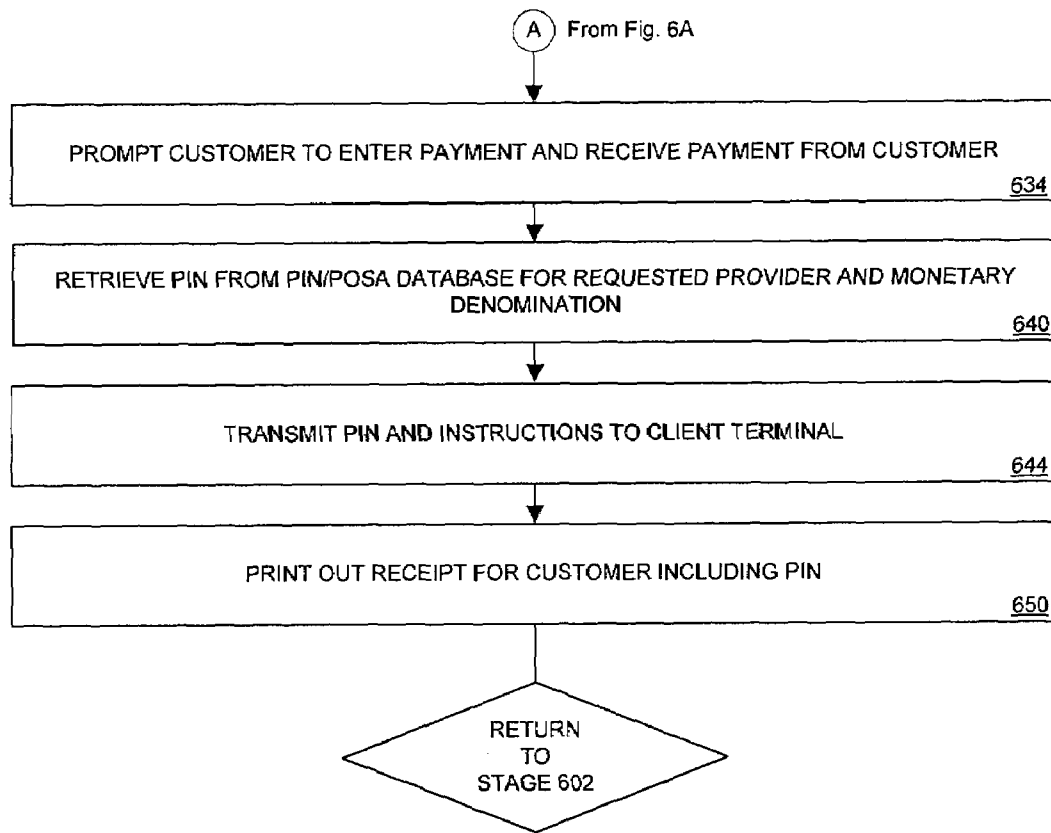 A From Fig. 6A
PROMPT CUSTOMER TO ENTER PAYMENT AND RECEIVE PAYMENT FROM CUSTOMER
634
RETRIEVE PIN FROM PIN/POSA DATABASE FOR REQUESTED PROVIDER AND MONETARY
DENOMINATION
640
TRANSMIT PIN AND INSTRUCTIONS TO CLIENT TERMINAL
644
PRINT OUT RECEIPT FOR CUSTOMER INCLUDING PIN
650
RETURN
TO
STAGE 602